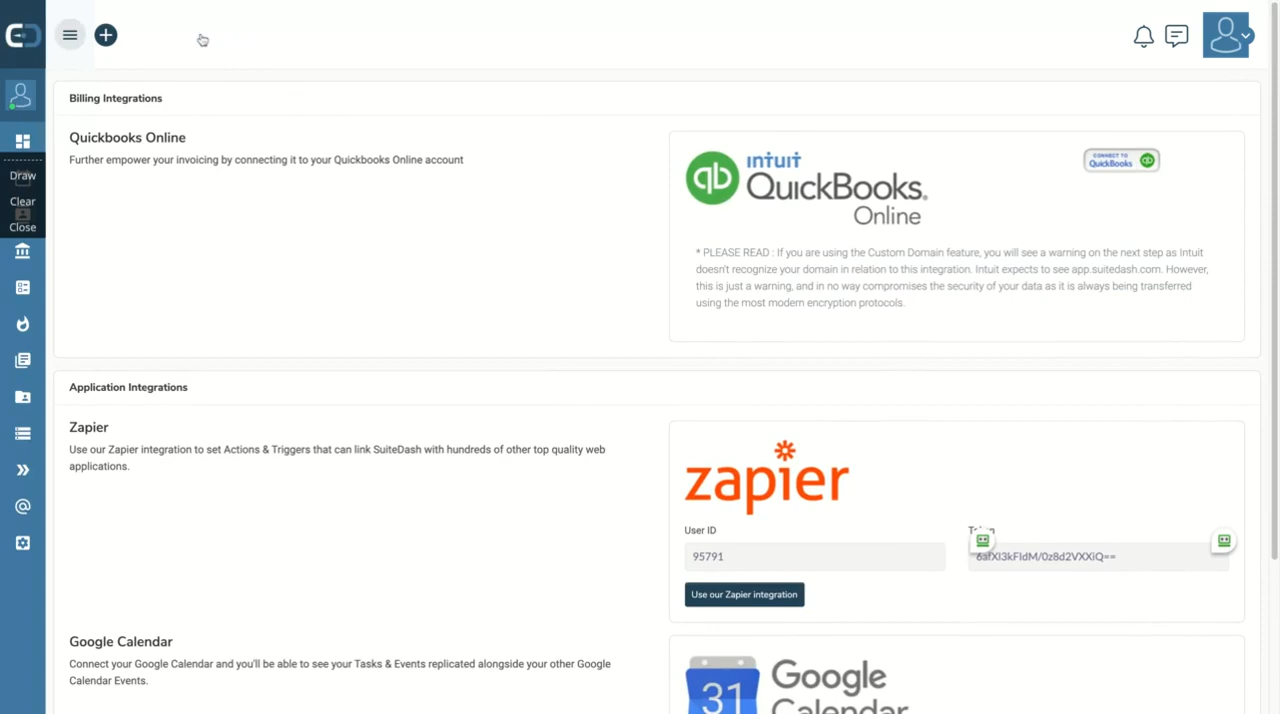 Billing Integrations
Quickbooks Online
Further empower your invoicing by connecting it to your Quickbooks Online account
INTUIT
QuickBooks.
Online
qb
CONNECT TO
QuickBooks
* PLEASE READ : If you are using the Custom Domain feature, you will see a warning on the next step as Intuit
doesn't recognize your domain in relation to this integration. Intuit expects to see app.suitedash.com. However,
this is just a warning, and in no way compromises the security of your data as it is always being transferred
using the most modern encryption protocols.
Draw
Clear
Close
Application Integrations
Zapier
Use our Zapier integration to set Actions & Triggers that can link SuiteDash with hundreds of other top quality web
applications.
zapier
User ID
95791
Use our Zapier integration
Google Calendar
Connect your Google Calendar and you'll be able to see your Tasks & Events replicated alongside your other Google
Calendar Events.
31
Google
Calendar